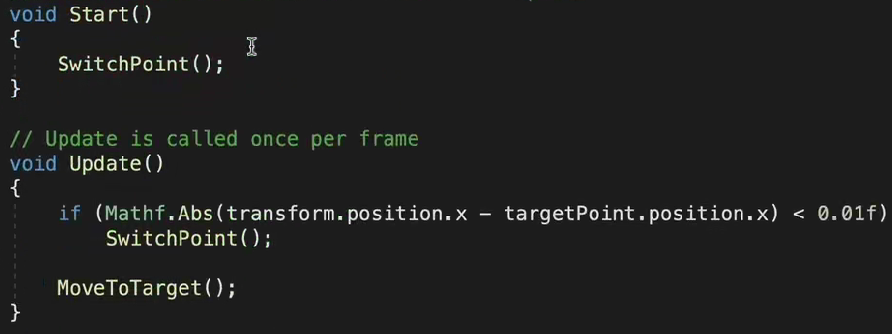 void Start()
{
    SwitchPoint();
}

// Update is called once per frame
void Update()
{
    if (Mathf.Abs(transform.position.x - targetPoint.position.x) < 0.01f)
        SwitchPoint();

    MoveToTarget();
}